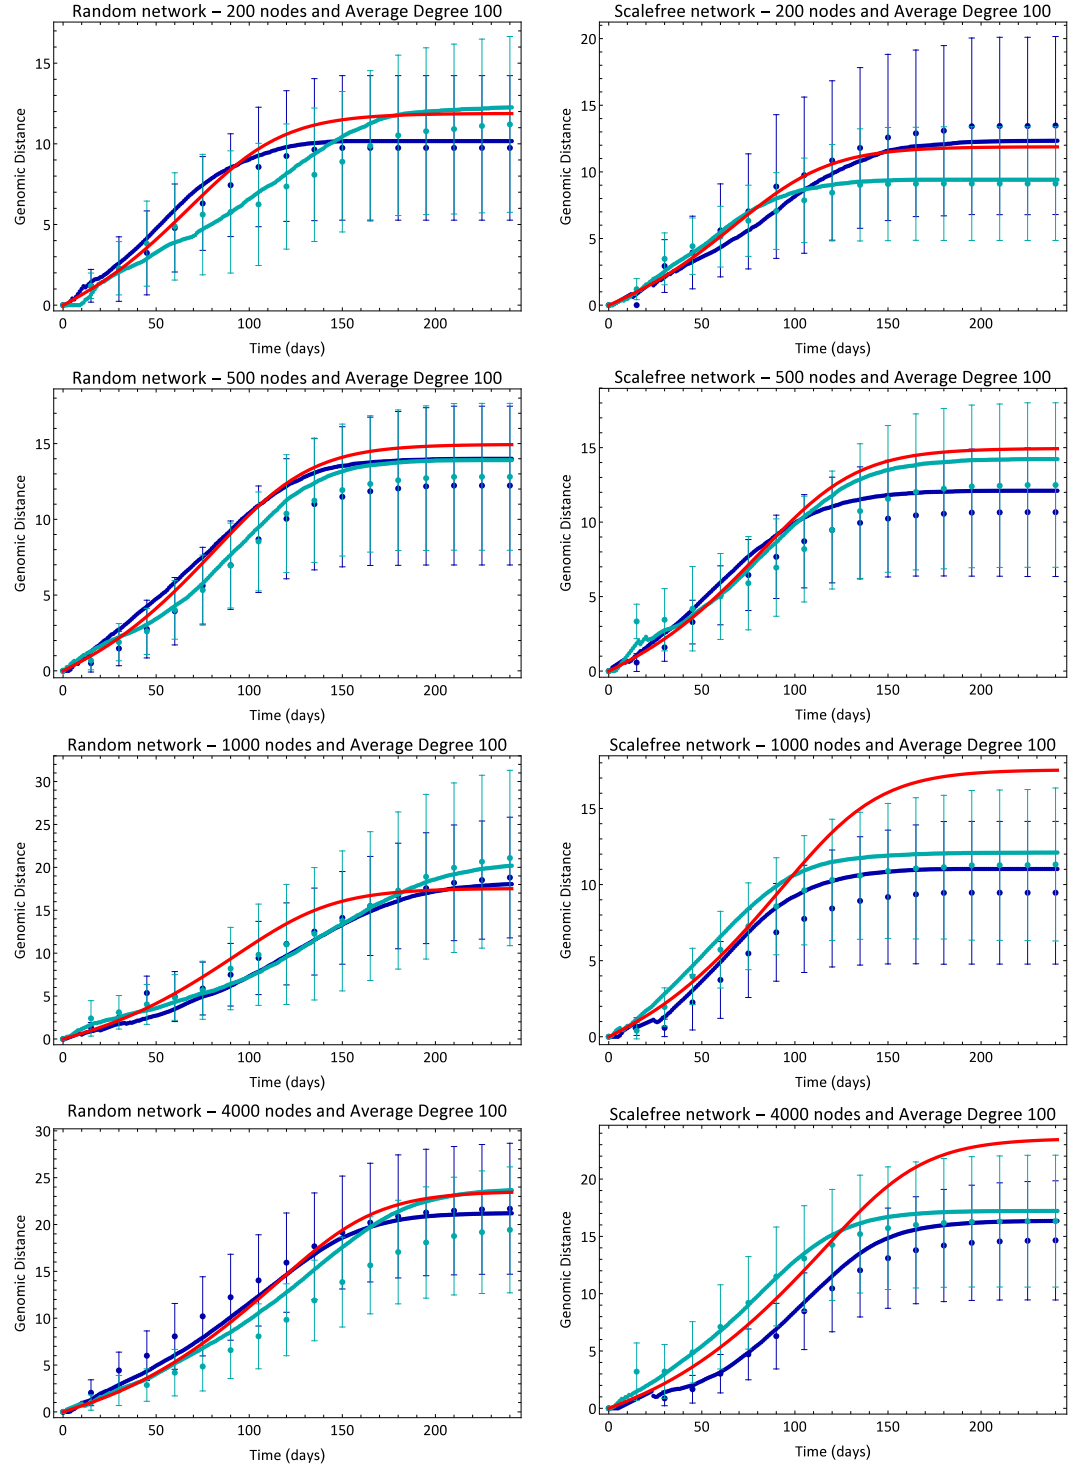 Random network – 200 nodes and Average Degree 100
Genomic Distance
15
10
5
0
0 50 100 150 200
Time (days)
Scalefree network – 200 nodes and Average Degree 100
Genomic Distance
20
15
10
5
0
0 50 100 150 200
Time (days)
Random network – 500 nodes and Average Degree 100
Genomic Distance
15
10
5
0
0 50 100 150 200
Time (days)
Scalefree network – 500 nodes and Average Degree 100
Genomic Distance
15
10
5
0
0 50 100 150 200
Time (days)
Random network – 1000 nodes and Average Degree 100
Genomic Distance
30
25
20
15
10
5
0
0 50 100 150 200
Time (days)
Scalefree network – 1000 nodes and Average Degree 100
Genomic Distance
15
10
5
0
0 50 100 150 200
Time (days)
Random network – 4000 nodes and Average Degree 100
Genomic Distance
30
25
20
15
10
5
0
0 50 100 150 200
Time (days)
Scalefree network – 4000 nodes and Average Degree 100
Genomic Distance
20
15
10
5
0
0 50 100 150 200
Time (days)